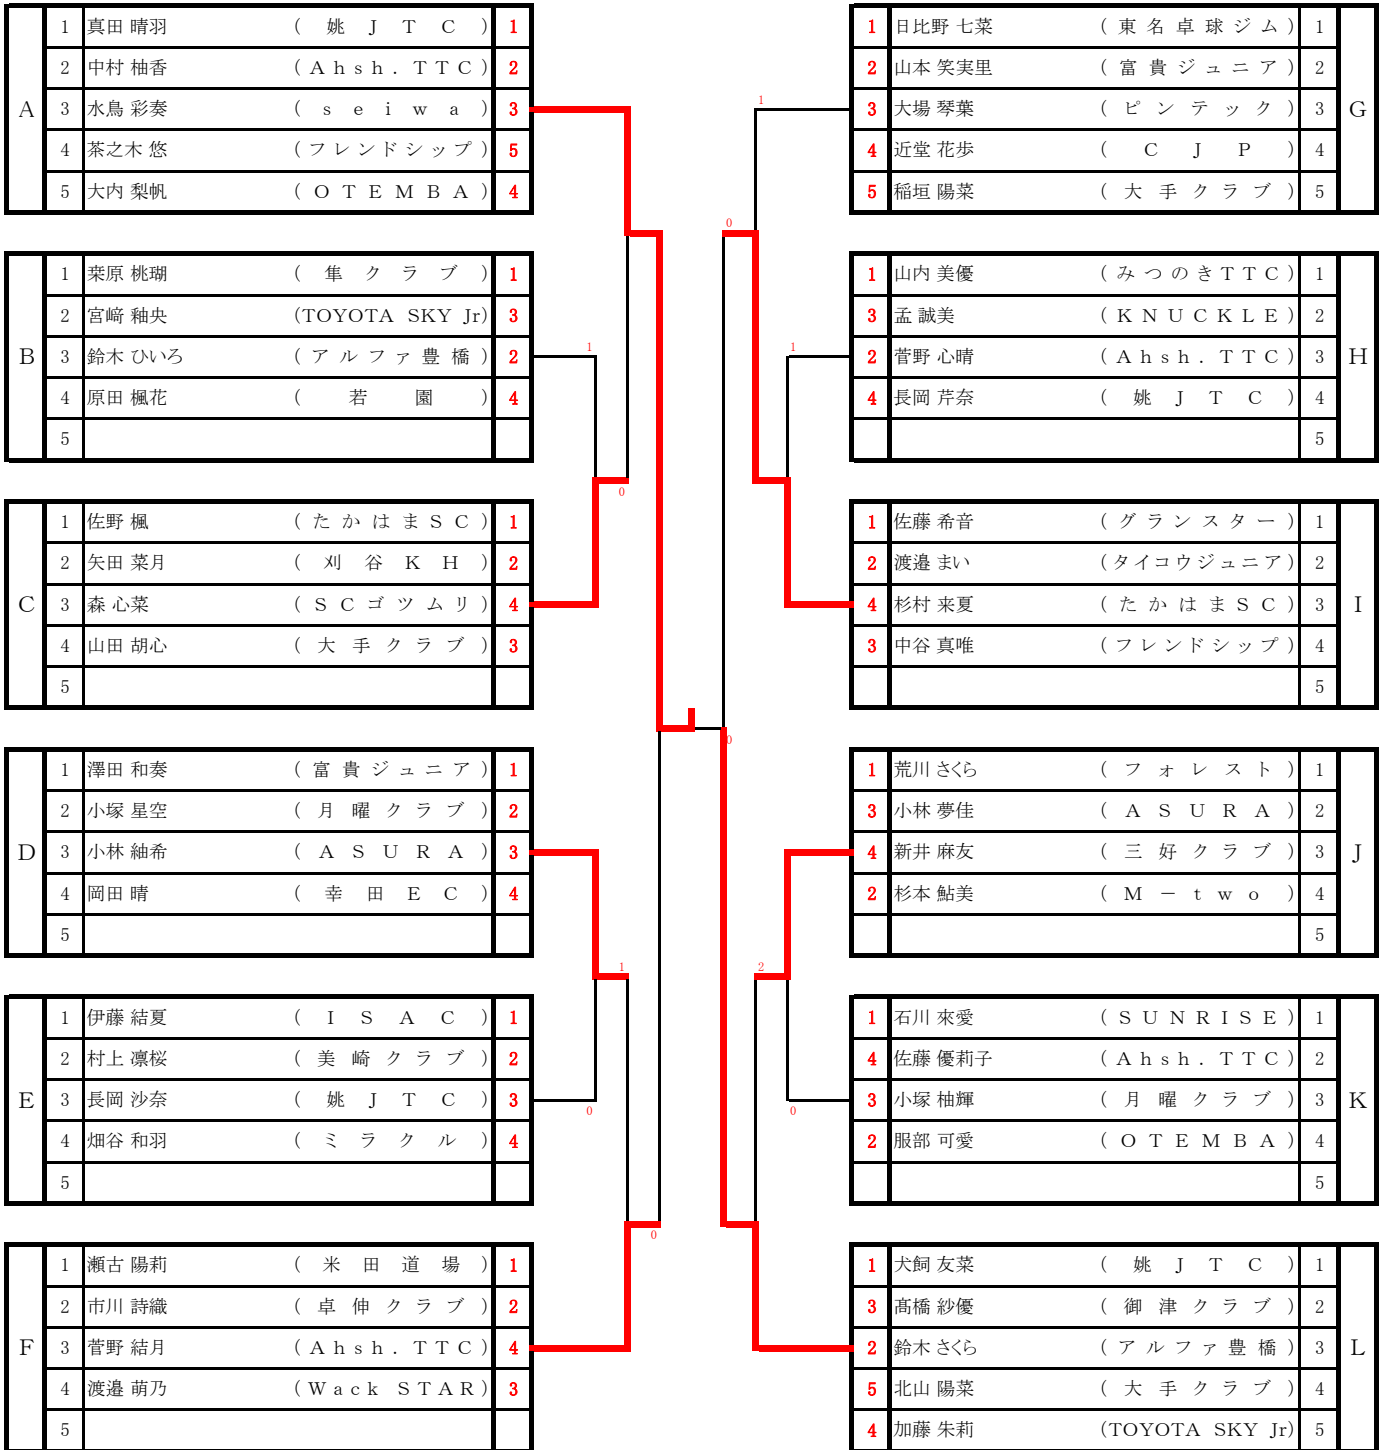 A
1 真田 晴羽 (姚JTC) 1
2 中村 柚香 (Ahsh.TTC) 2
3 水鳥 彩奏 (seiwa) 3
4 茶之木 悠 (フレンドシップ) 5
5 大内 梨帆 (OTEMBA) 4
B
1 桒原 桃瑚 (隼クラブ) 1
2 宮﨑 釉央 (TOYOTA SKY Jr) 3
3 鈴木 ひいろ (アルファ豊橋) 2
4 原田 楓花 (若園) 4
5
C
1 佐野 楓 (たかはまSC) 1
2 矢田 菜月 (刈谷KH) 2
3 森 心菜 (SCゴツムリ) 4
4 山田 胡心 (大手クラブ) 3
5
D
1 澤田 和奏 (富貴ジュニア) 1
2 小塚 星空 (月曜クラブ) 2
3 小林 紬希 (ASURA) 3
4 岡田 晴 (幸田EC) 4
5
E
1 伊藤 結夏 (ISAC) 1
2 村上 凛桜 (美崎クラブ) 2
3 長岡 沙奈 (姚JTC) 3
4 畑谷 和羽 (ミラクル) 4
5
F
1 瀬古 陽莉 (米田道場) 1
2 市川 詩織 (卓伸クラブ) 2
3 菅野 結月 (Ahsh.TTC) 4
4 渡邉 萌乃 (Wack STAR) 3
5
1
0
1
0
0
1
0
1
0
0
2
0
G
1 日比野 七菜 (東名卓球ジム) 1
2 山本 笑実里 (富貴ジュニア) 2
3 大場 琴葉 (ピンテック) 3
4 近堂 花歩 (CJP) 4
5 稲垣 陽菜 (大手クラブ) 5
H
1 山内 美優 (みつのきTTC) 1
3 孟 誠美 (KNUCKLE) 2
2 菅野 心晴 (Ahsh.TTC) 3
4 長岡 芹奈 (姚JTC) 4
5
I
1 佐藤 希音 (グランスター) 1
2 渡邉 まい (タイコウジュニア) 2
4 杉村 来夏 (たかはまSC) 3
3 中谷 真唯 (フレンドシップ) 4
5
J
1 荒川 さくら (フォレスト) 1
3 小林 夢佳 (ASURA) 2
4 新井 麻友 (三好クラブ) 3
2 杉本 鮎美 (M－two) 4
5
K
1 石川 來愛 (SUNRISE) 1
4 佐藤 優莉子 (Ahsh.TTC) 2
3 小塚 柚輝 (月曜クラブ) 3
2 服部 可愛 (OTEMBA) 4
5
L
1 犬飼 友菜 (姚JTC) 1
3 髙橋 紗優 (御津クラブ) 2
2 鈴木 さくら (アルファ豊橋) 3
5 北山 陽菜 (大手クラブ) 4
4 加藤 朱莉 (TOYOTA SKY Jr) 5